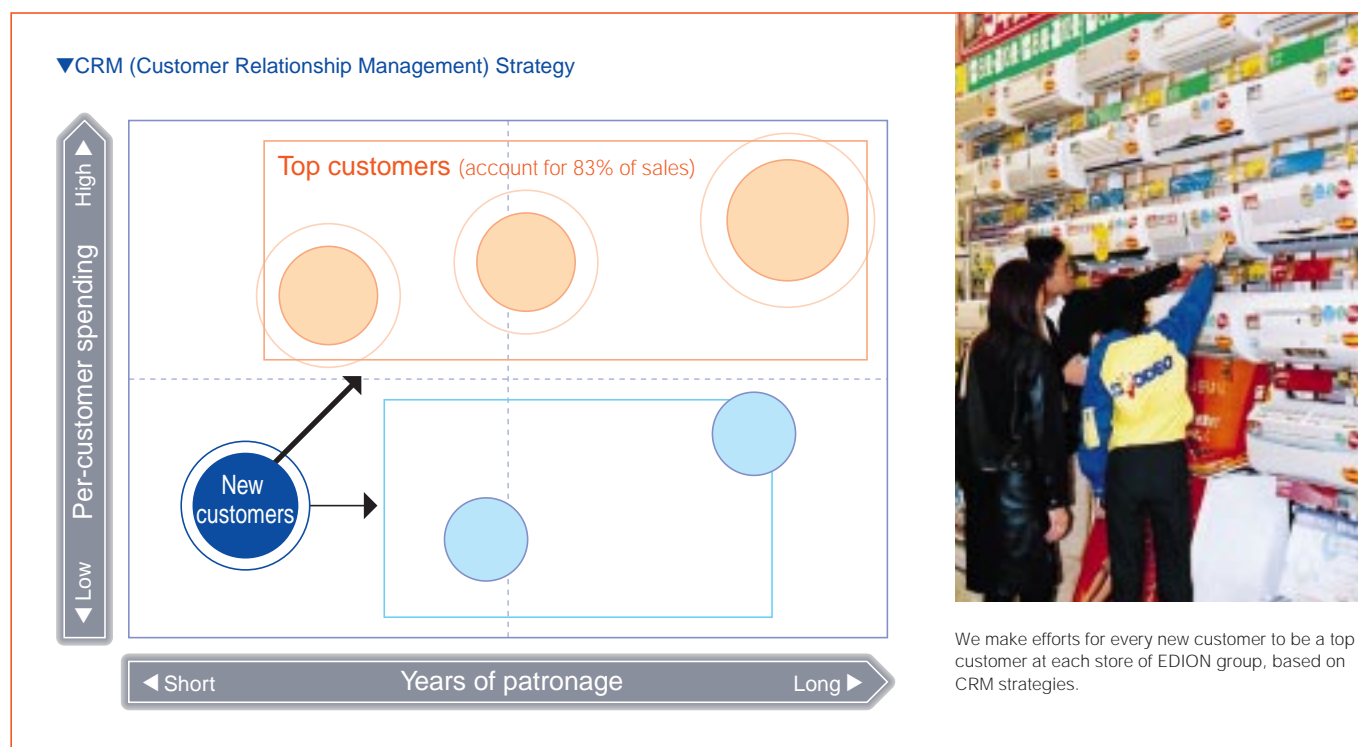 ▼CRM (Customer Relationship Management) Strategy
High ▲
Per-customer spending
◀ Low
Top customers (account for 83% of sales)
New
customers
◀ Short
Years of patronage
Long ▶
We make efforts for every new customer to be a top
customer at each store of EDION group, based on
CRM strategies.